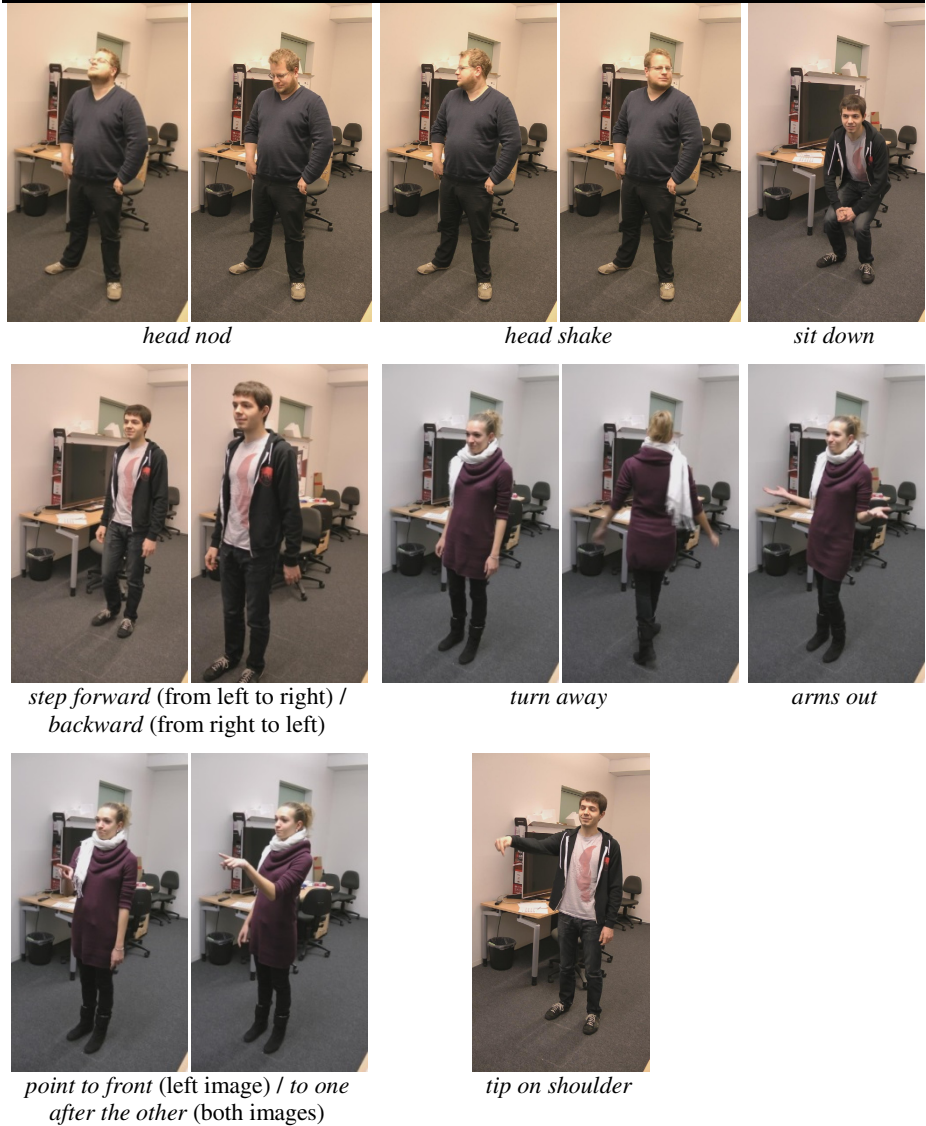 head nod
head shake
sit down
step forward (from left to right) /
backward (from right to left)
turn away
arms out
point to front (left image) / to one
after the other (both images)
tip on shoulder